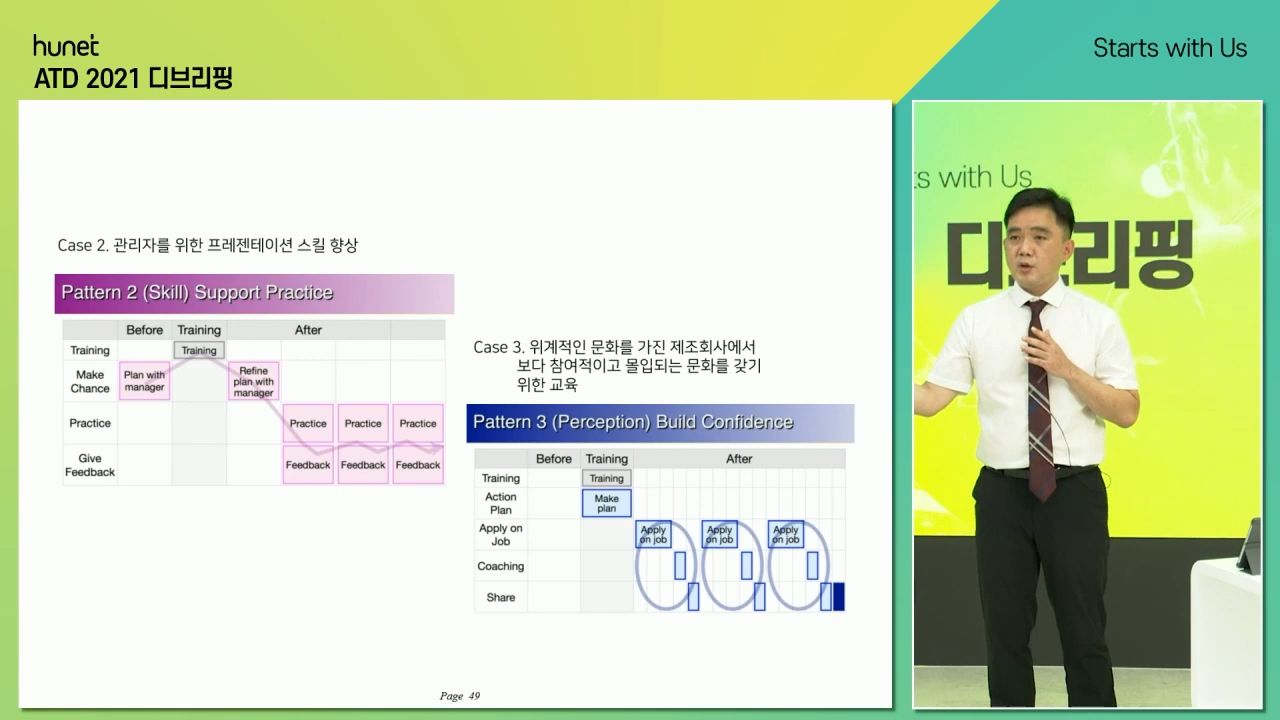 hunet
ATD 2021 디브리핑
Starts with Us
Case 2. 관리자를 위한 프레젠테이션 스킬 향상
Pattern 2 (Skill) Support Practice
Before Training After
Training Training
Make Chance Plan with manager Refine plan with manager
Practice Practice Practice Practice
Give Feedback Feedback Feedback Feedback
Case 3. 위계적인 문화를 가진 제조회사에서
보다 참여적이고 몰입되는 문화를 갖기
위한 교육
Pattern 3 (Perception) Build Confidence
Before Training After
Training Training
Action Plan Make plan
Apply on Job Apply on job Apply on job Apply on job
Coaching
Share
Page 49
ts with Us
디브리핑